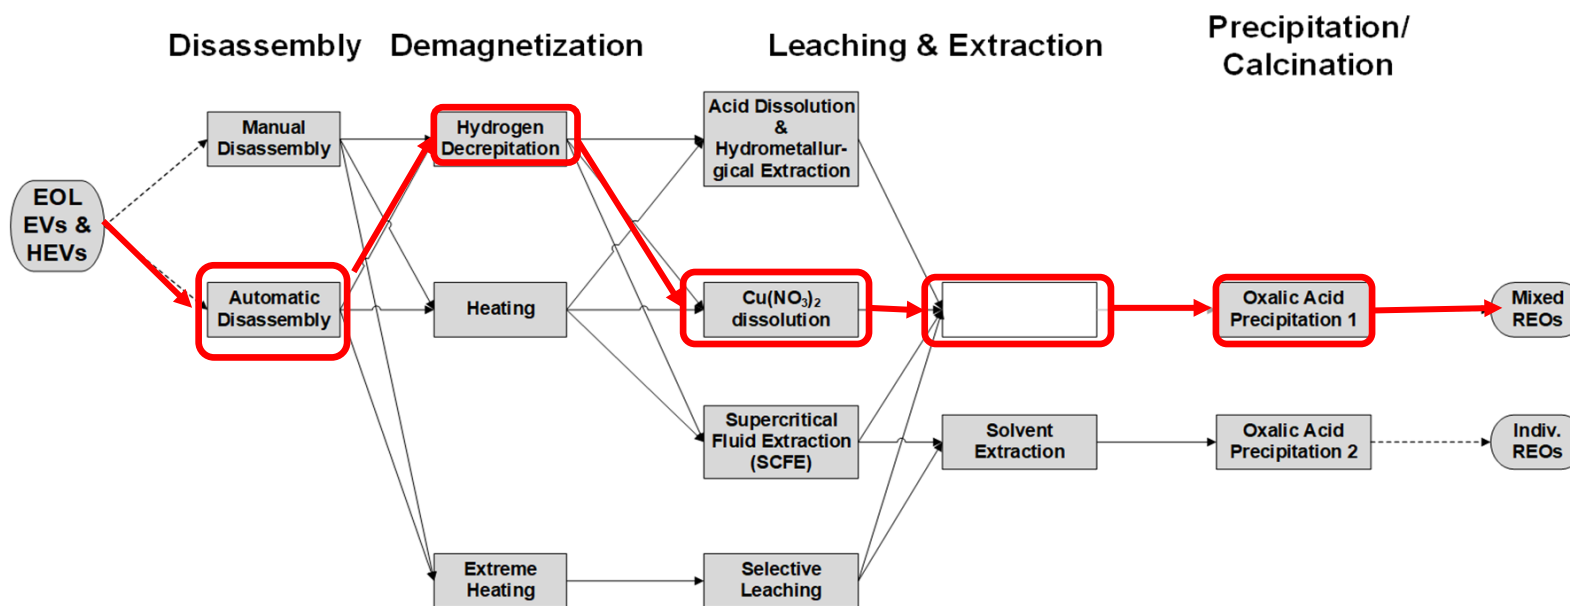 Disassembly
Demagnetization
Leaching & Extraction
Precipitation/
Calcination
EOL
EVs &
HEVs
Manual
Disassembly
Automatic
Disassembly
Hydrogen
Decrepitation
Heating
Extreme
Heating
Acid Dissolution
&
Hydrometallur-
gical Extraction
Cu(NO₃)₂
dissolution
Supercritical
Fluid Extraction
(SCFE)
Selective
Leaching
Solvent
Extraction
Oxalic Acid
Precipitation 1
Oxalic Acid
Precipitation 2
Mixed
REOs
Indiv.
REOs